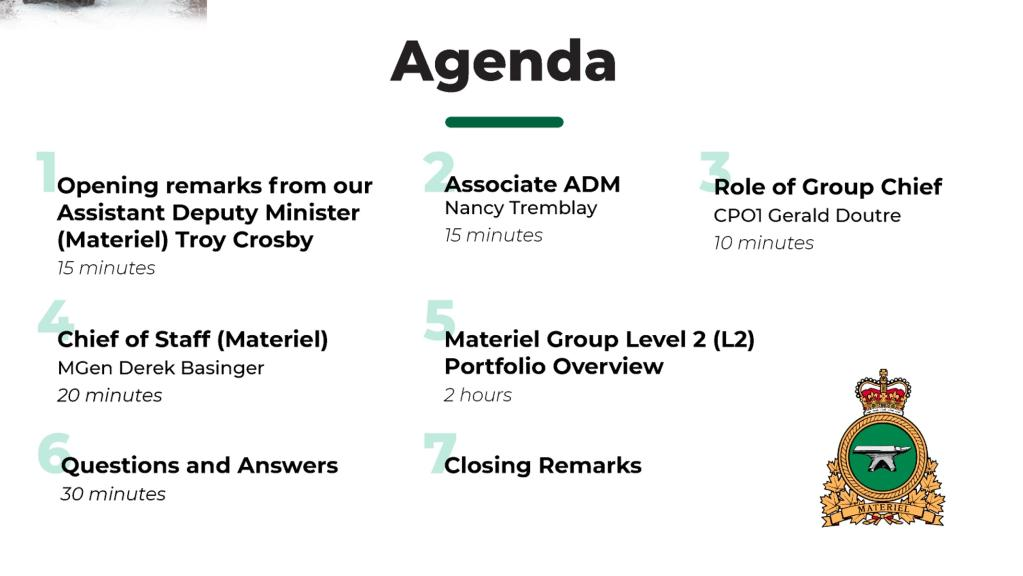 Agenda
1
Opening remarks from our
Assistant Deputy Minister
(Materiel) Troy Crosby
15 minutes
2
Associate ADM
Nancy Tremblay
15 minutes
3
Role of Group Chief
CPO1 Gerald Doutre
10 minutes
4
Chief of Staff (Materiel)
MGen Derek Basinger
20 minutes
5
Materiel Group Level 2 (L2)
Portfolio Overview
2 hours
6
Questions and Answers
30 minutes
7
Closing Remarks
MATERIEL